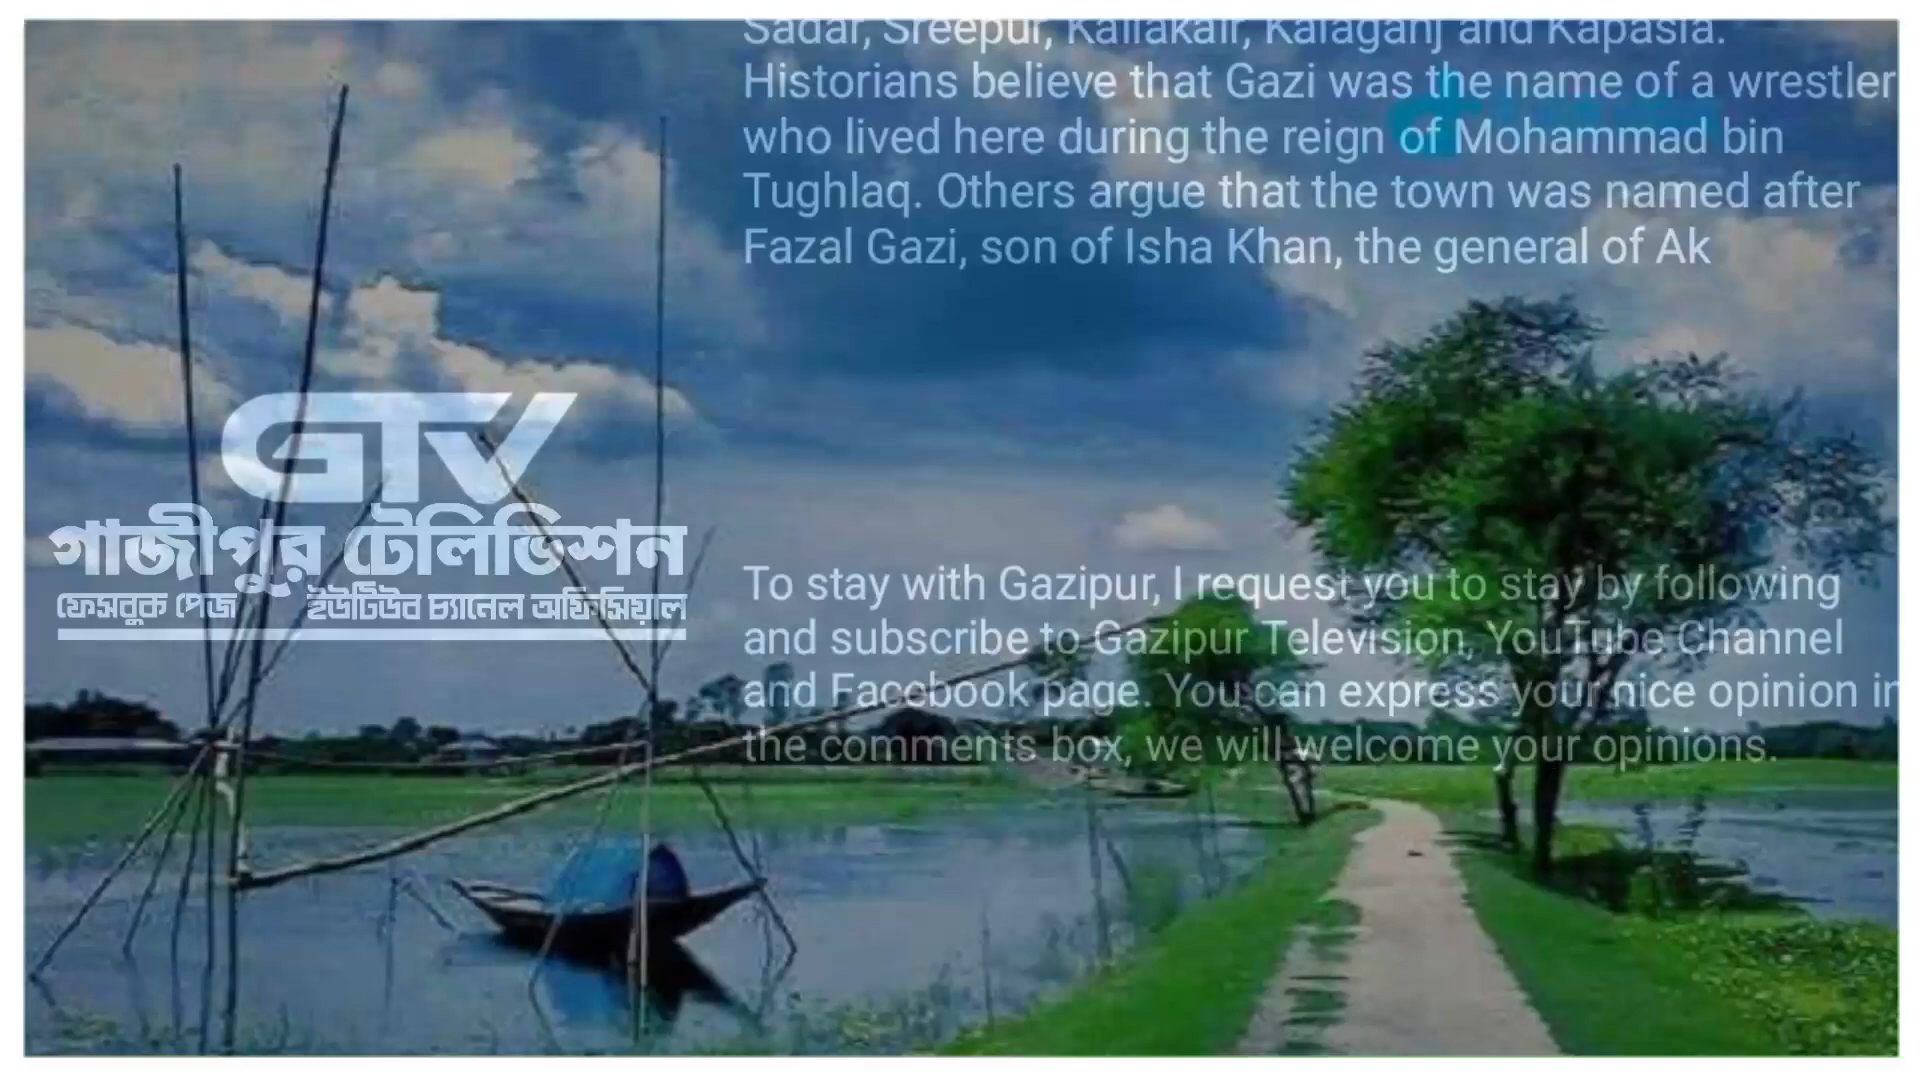 Sadar, Sreepur, Kaliakair, Kalaganj and Kapasia.
Historians believe that Gazi was the name of a wrestler
who lived here during the reign of Mohammad bin
Tughlaq. Others argue that the town was named after
Fazal Gazi, son of Isha Khan, the general of Ak
GTV
গাজীপুর টেলিভিশন
ফেসবুক পেজ ইউটিউব চ্যানেল অফিসিয়াল
To stay with Gazipur, I request you to stay by following
and subscribe to Gazipur Television, YouTube Channel
and Facebook page. You can express your nice opinion in
the comments box, we will welcome your opinions.